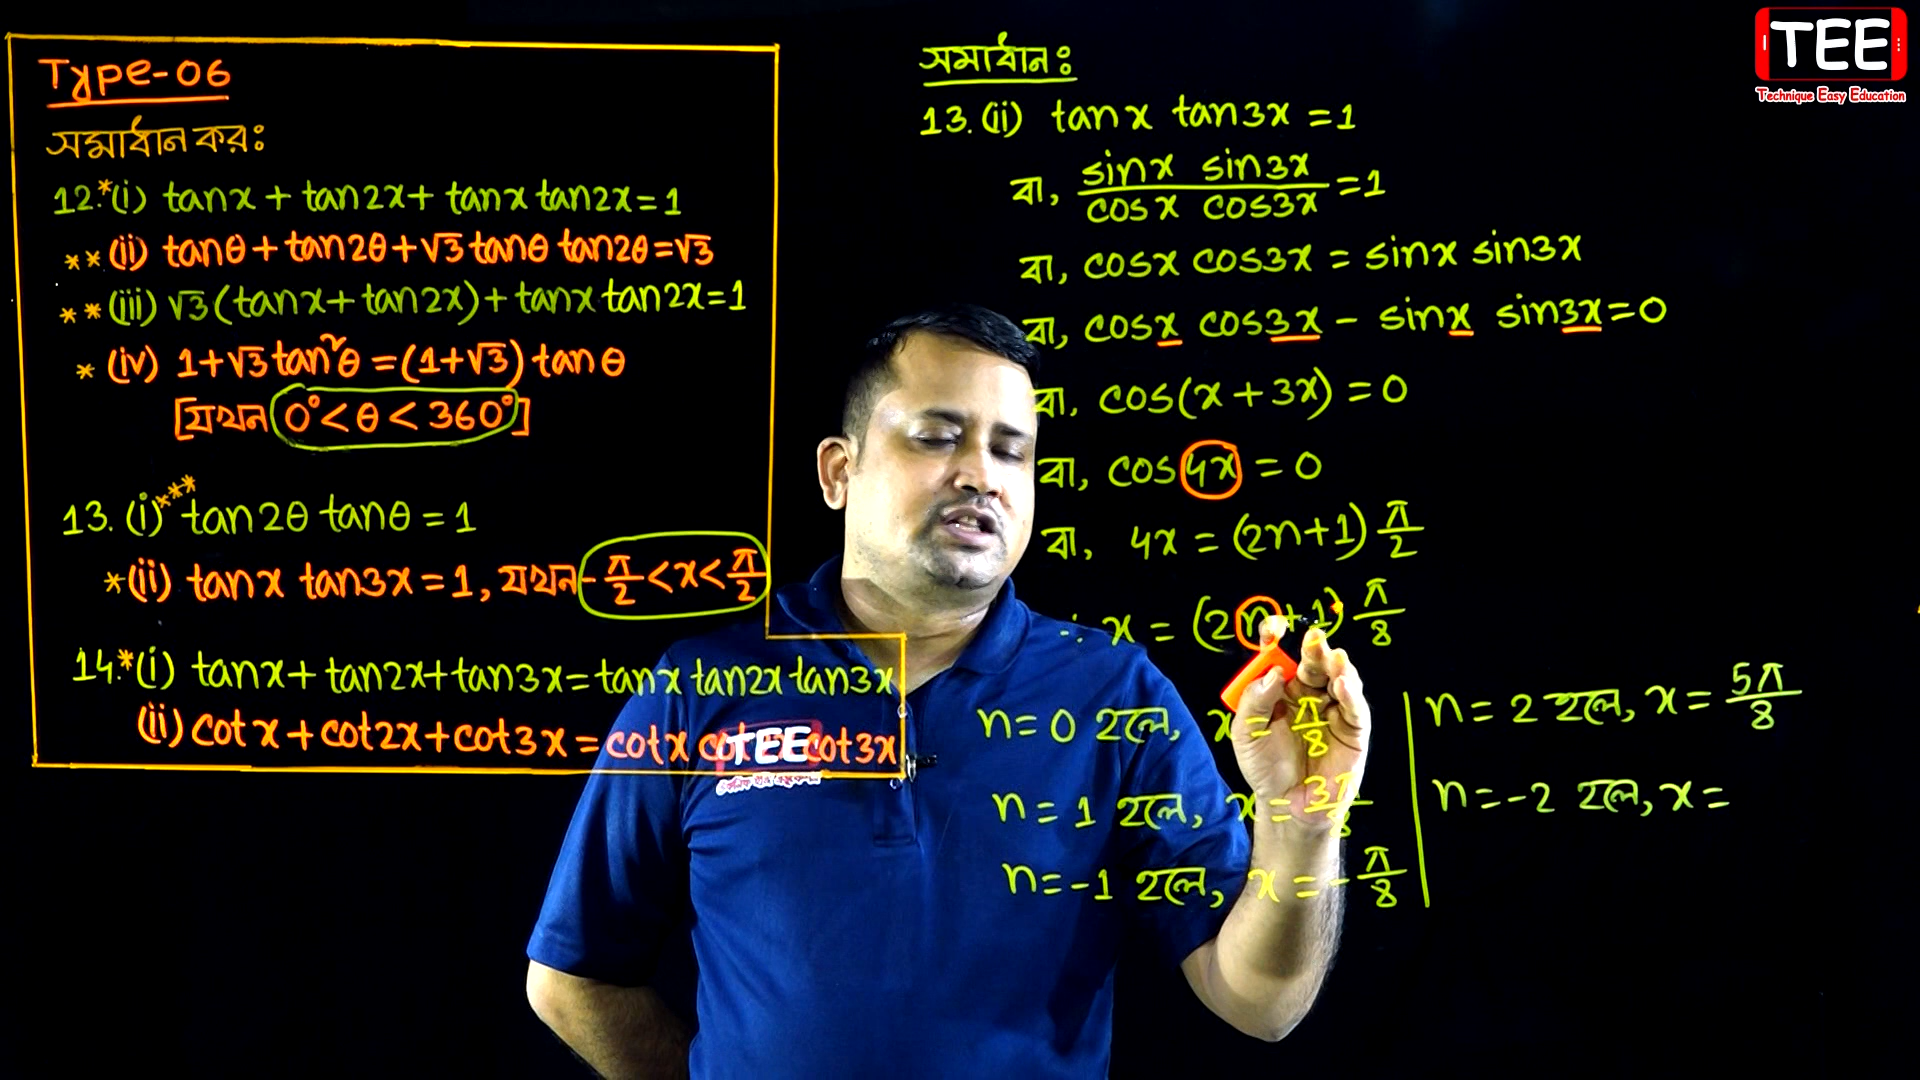 Type-06
সমাধান কর:
12.*(i) tanx + tan2x + tanx tan2x = 1
** (ii) tanθ + tan2θ + √3 tanθ tan2θ = √3
** (iii) √3 (tanx + tan2x) + tanx tan2x = 1
* (iv) 1+√3 tan²θ = (1+√3) tanθ
[যখন 0° < θ < 360°]
13. (i)*** tan2θ tanθ = 1
*(ii) tanx tan3x = 1, যখন -π/2 < x < π/2
14.*(i) tanx + tan2x + tan3x = tanx tan2x tan3x
(ii) cotx + cot2x + cot3x = cotx cot3x
TEE
সমাধান:
13. (ii) tanx tan3x = 1
বা, sinx sin3x / cosx cos3x = 1
বা, cosx cos3x = sinx sin3x
বা, cosx cos3x - sinx sin3x = 0
বা, cos(x + 3x) = 0
বা, cos4x = 0
বা, 4x = (2n+1) π/2
∴ x = (2n+1) π/8
n = 0 হলে, x = π/8
n = 1 হলে, x = 3π/8
n = -1 হলে, x = -π/8
n = 2 হলে, x = 5π/8
n = -2 হলে, x =
TEE
Technique Easy Education